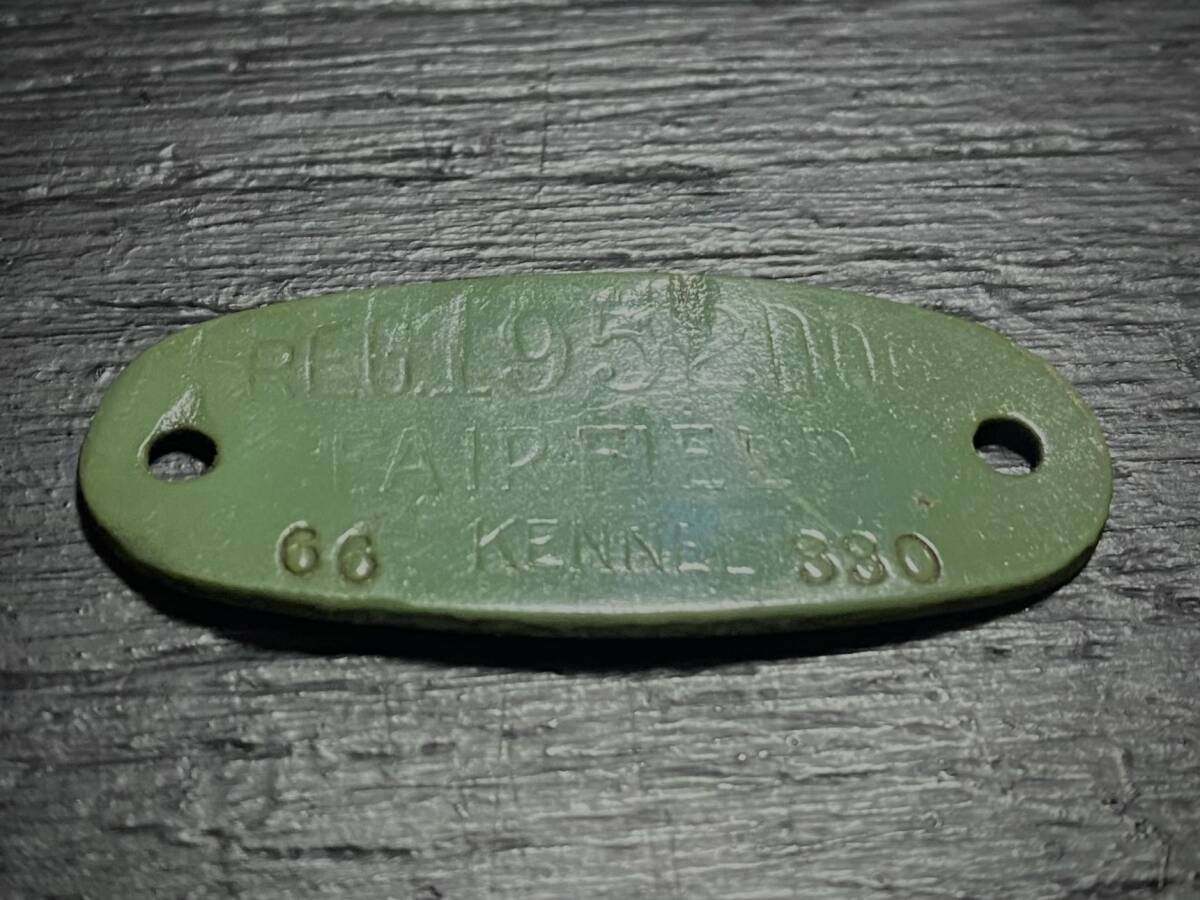 REG 1952 DOG
FAIRFIELD
66 KENNEL 330